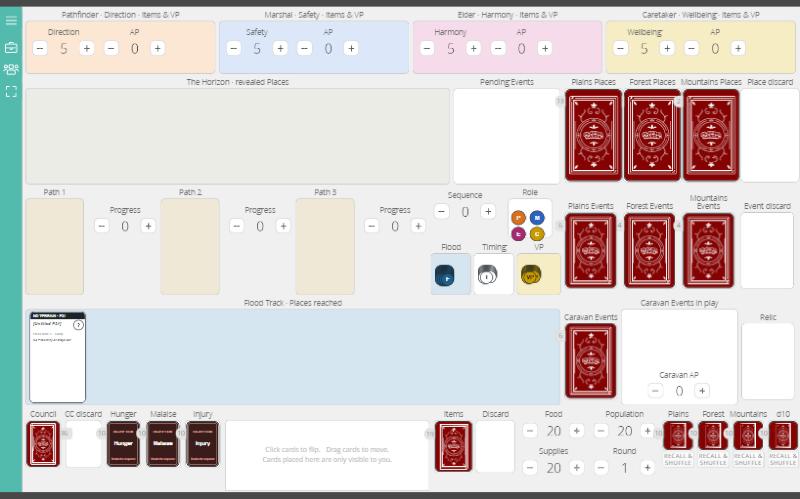 Pathfinder · Direction · Items & VP
Marshal · Safety · Items & VP
Elder · Harmony · Items & VP
Caretaker · Wellbeing · Items & VP
Direction AP
− 5 + − 0 +
Safety AP
− 5 + − 0 +
Harmony AP
− 5 + − 0 +
Wellbeing AP
− 5 + − 0 +
The Horizon · revealed Places
Pending Events
Plains Places
Forest Places
Mountains Places
Place discard
Path 1
Progress
− 0 +
Path 2
Progress
− 0 +
Path 3
Progress
− 0 +
Sequence
− 0 +
Role
P M
E C
Flood
Timing
VP
Plains Events
Forest Events
Mountains
Events
Event discard
Flood Track · Places reached
?
Caravan Events
Caravan Events in play
Caravan AP
− 0 +
Relic
Council
CC discard
Hunger
Hunger
Malaise
Malaise
Injury
Injury
Click cards to flip. Drag cards to move.
Cards placed here are only visible to you.
Items
Discard
Food
− 20 +
Supplies
− 20 +
Population
− 20 +
Round
− 1 +
Plains
Forest
Mountains
d10
RECALL &
SHUFFLE
RECALL &
SHUFFLE
RECALL &
SHUFFLE
RECALL &
SHUFFLE